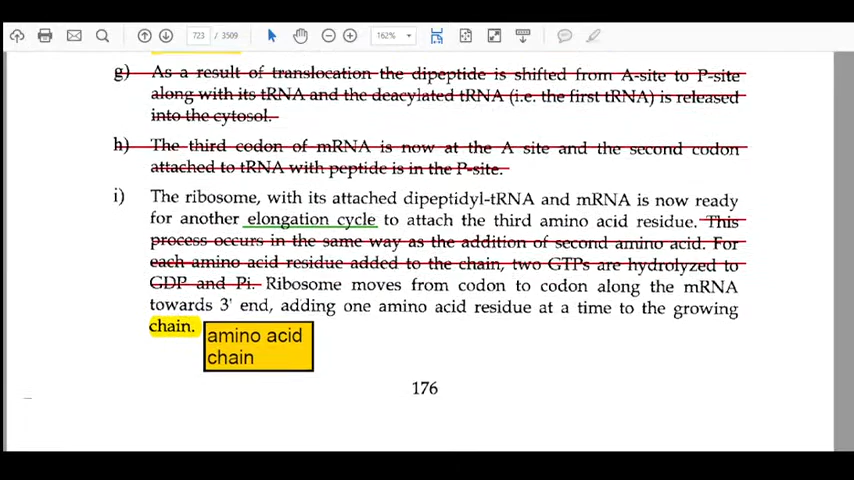 723 / 3509
162%
g) As a result of translocation the dipeptide is shifted from A-site to P-site
along with its tRNA and the deacylated tRNA (i.e. the first tRNA) is released
into the cytosol.
h) The third codon of mRNA is now at the A site and the second codon
attached to tRNA with peptide is in the P-site.
i) The ribosome, with its attached dipeptidyl-tRNA and mRNA is now ready
for another elongation cycle to attach the third amino acid residue. This
process occurs in the same way as the addition of second amino acid. For
each amino acid residue added to the chain, two GTPs are hydrolyzed to
GDP and Pi. Ribosome moves from codon to codon along the mRNA
towards 3' end, adding one amino acid residue at a time to the growing
chain.
amino acid
chain
176